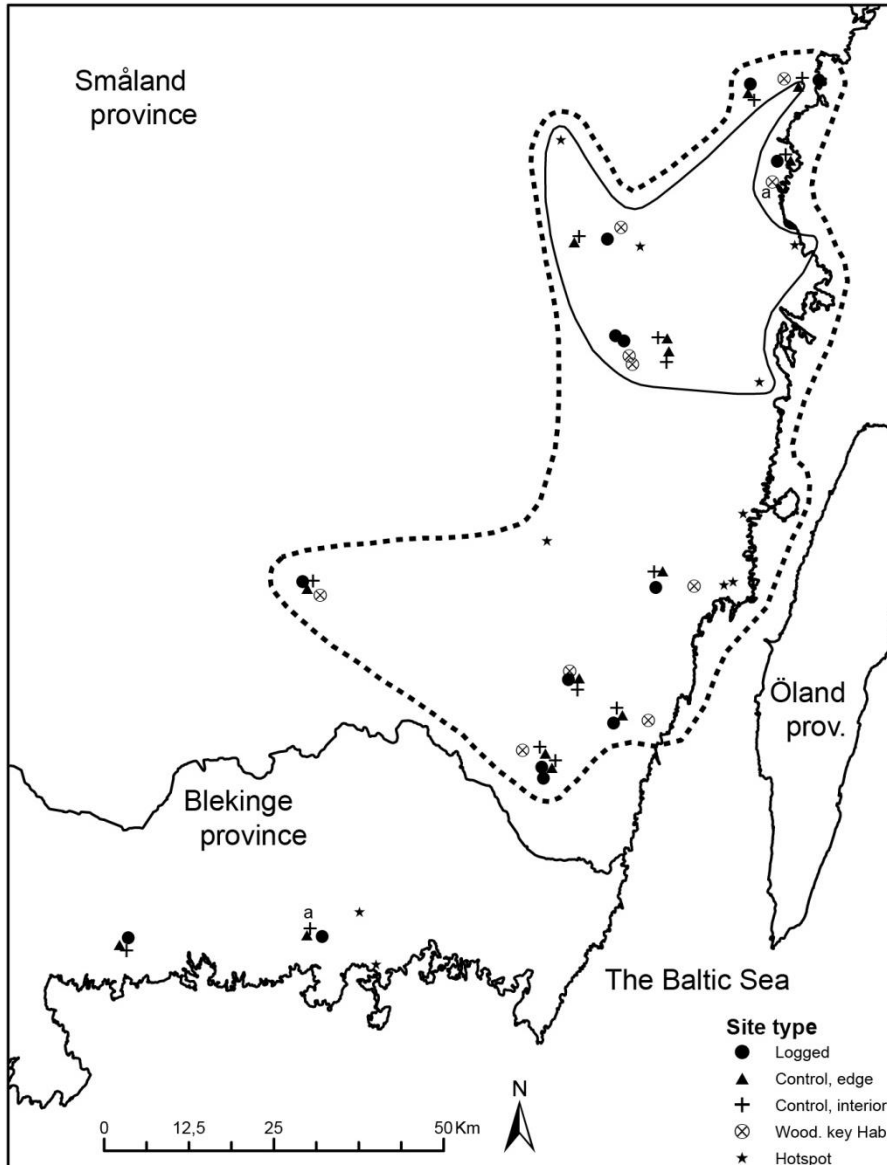 Småland
province
a
Öland
prov.
Blekinge
province
a
The Baltic Sea
Site type
Logged
Control, edge
Control, interior
Wood. key Hab
Hotspot
N
0 12,5 25 50 Km